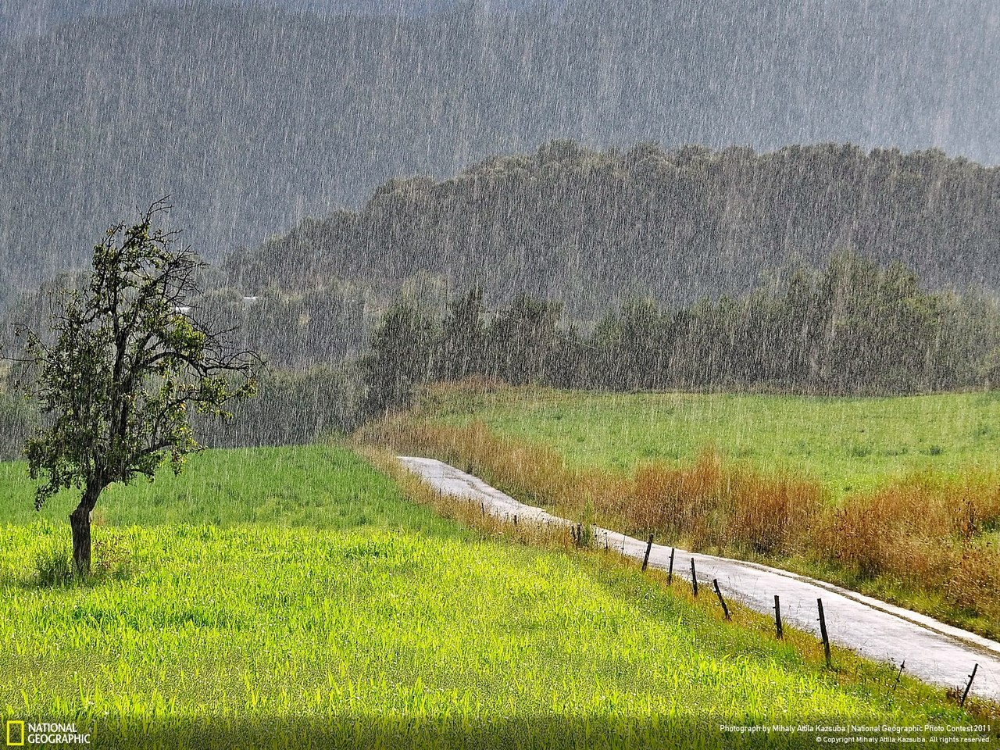 NATIONAL
GEOGRAPHIC
Photograph by Mihaly Attila Kazsuba | National Geographic Photo Contest 2011
© Copyright Mihaly Attila Kazsuba. All rights reserved.